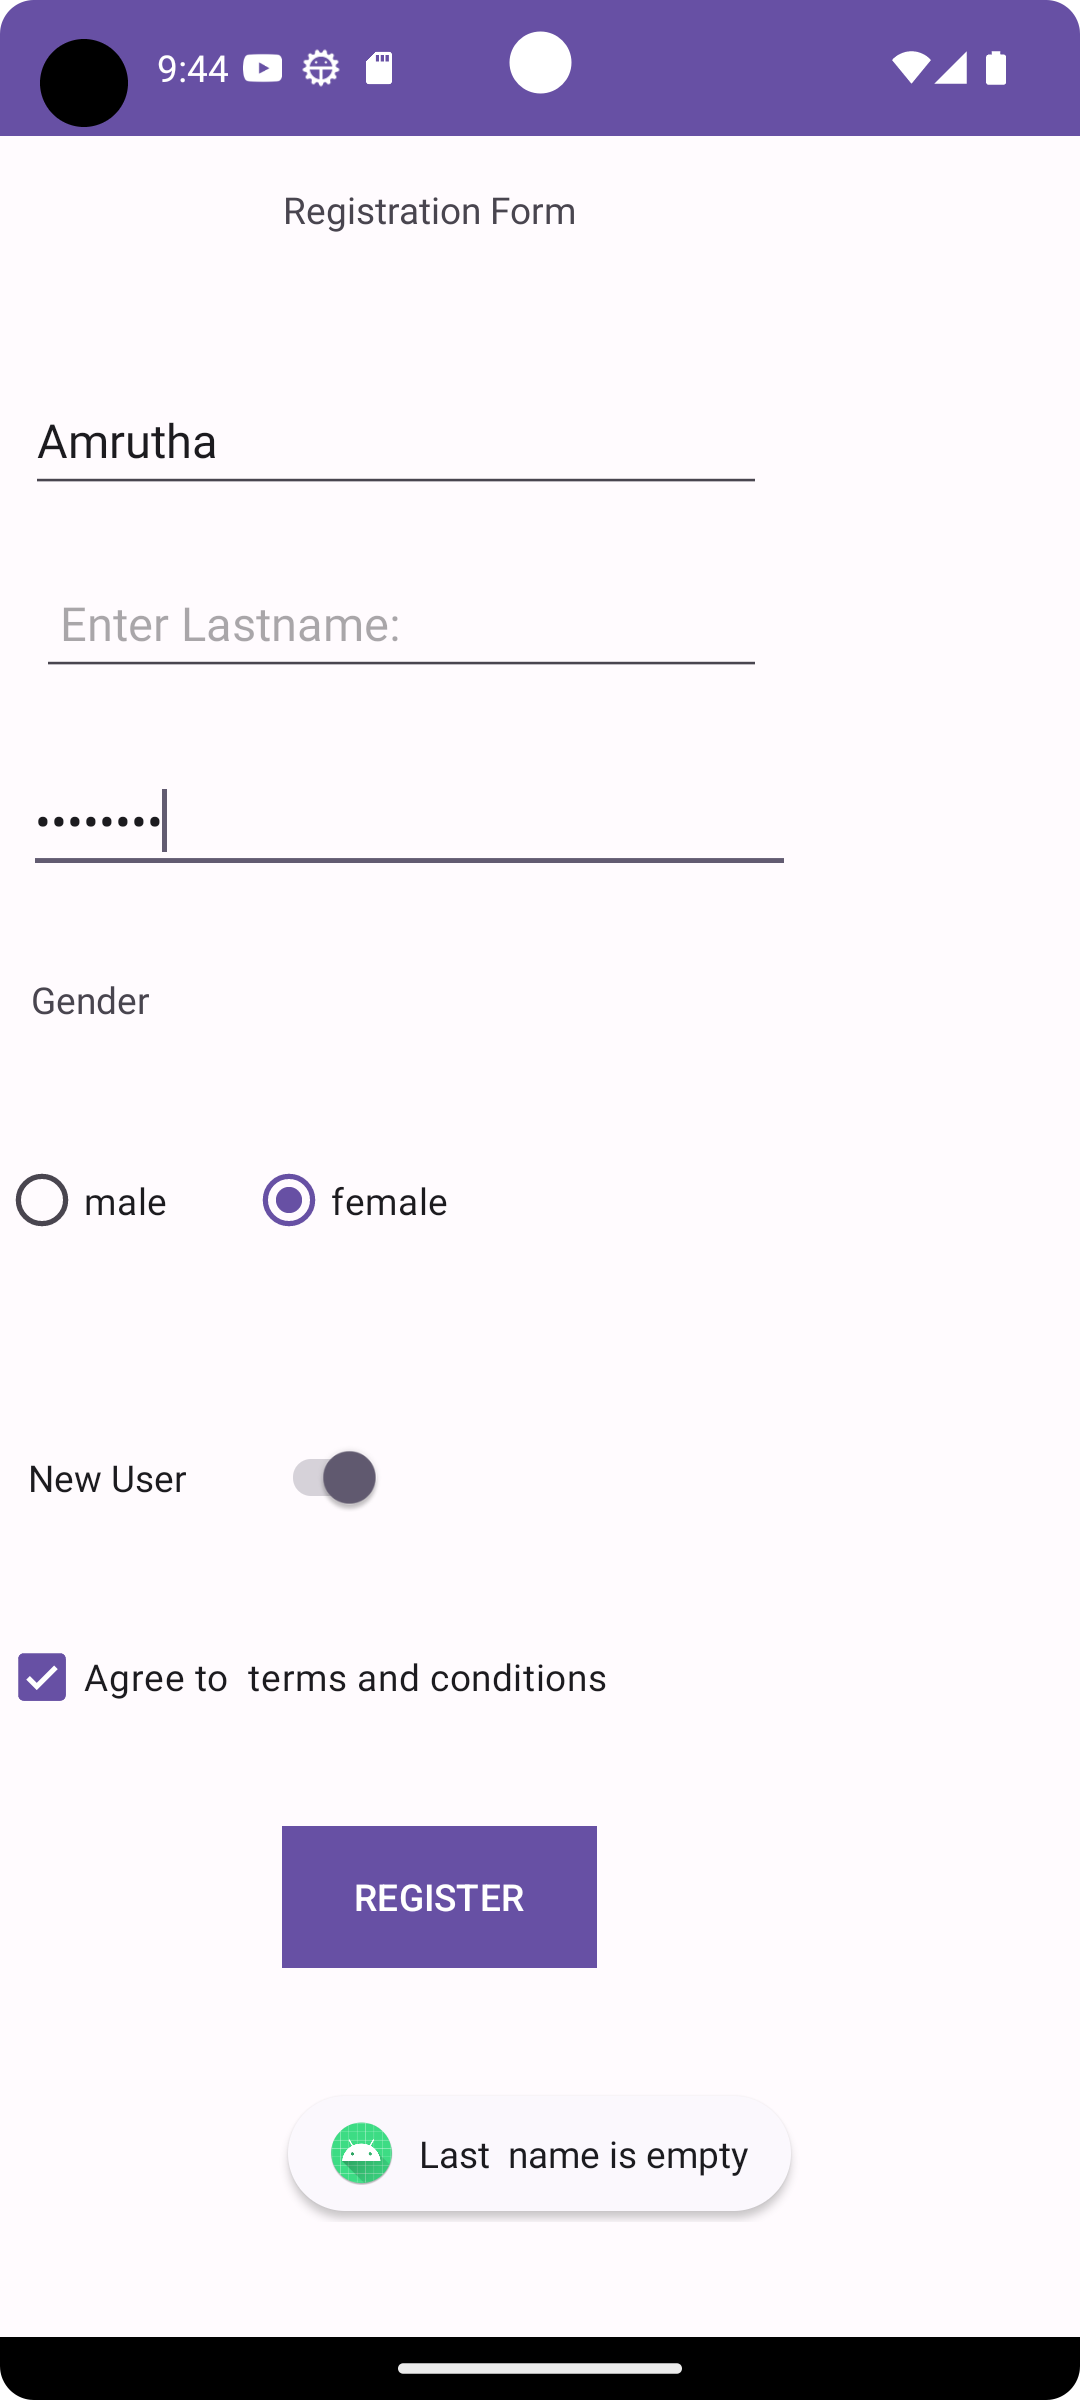 9:44
Registration Form
Amrutha
Enter Lastname:
••••••••
Gender
male female
New User
Agree to  terms and conditions
REGISTER
Last  name is empty